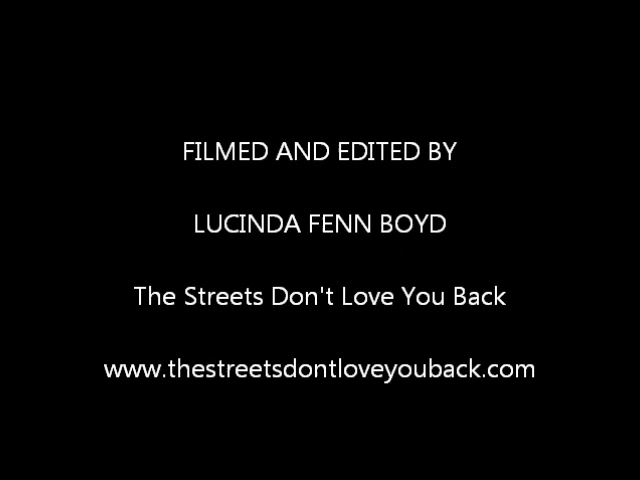 FILMED AND EDITED BY
LUCINDA FENN BOYD
The Streets Don't Love You Back
www.thestreetsdontloveyouback.com